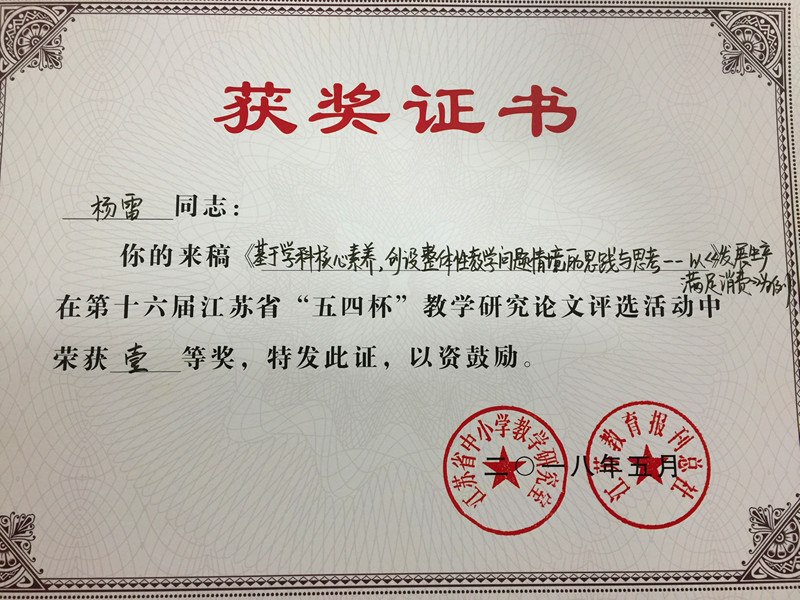 获奖证书
杨雷 同志:
你的来稿《基于学科核心素养,创设整体性教学问题情境的思践与思考--以《发展生产
满足消费》为例》
在第十六届江苏省“五四杯”教学研究论文评选活动中
荣获 壹 等奖,特发此证,以资鼓励。
江苏省中小学教学研究室
江苏教育报刊总社
二〇一八年五月